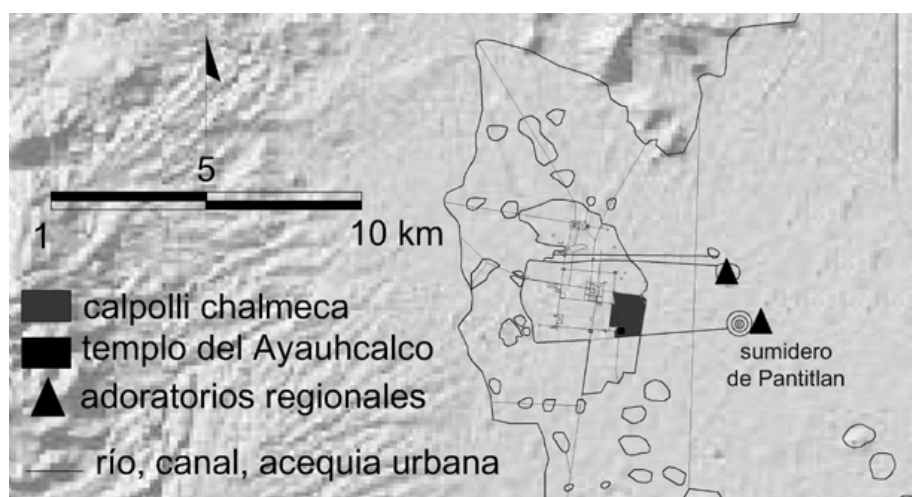 5
1
10 km
calpolli chalmeca
templo del Ayauhcalco
adoratorios regionales
río, canal, acequia urbana
sumidero
de Pantitlan